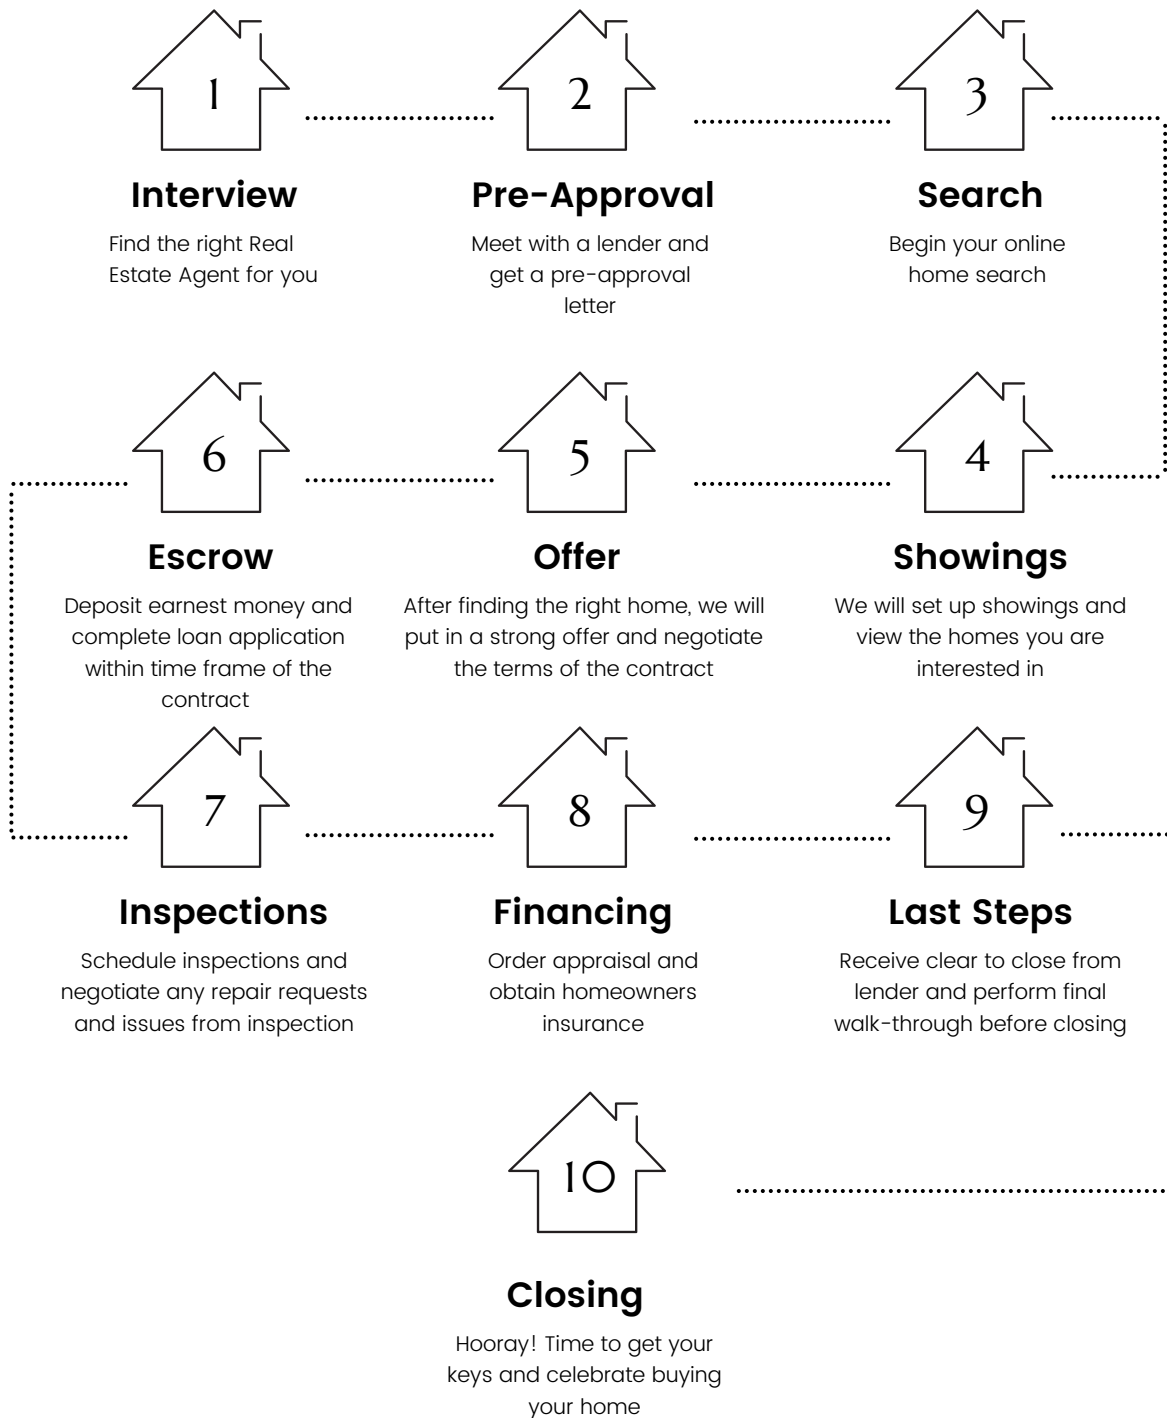 1
Interview
Find the right Real
Estate Agent for you
2
Pre-Approval
Meet with a lender and
get a pre-approval
letter
3
Search
Begin your online
home search
4
Showings
We will set up showings and
view the homes you are
interested in
5
Offer
After finding the right home, we will
put in a strong offer and negotiate
the terms of the contract
6
Escrow
Deposit earnest money and
complete loan application
within time frame of the
contract
7
Inspections
Schedule inspections and
negotiate any repair requests
and issues from inspection
8
Financing
Order appraisal and
obtain homeowners
insurance
9
Last Steps
Receive clear to close from
lender and perform final
walk-through before closing
10
Closing
Hooray! Time to get your
keys and celebrate buying
your home